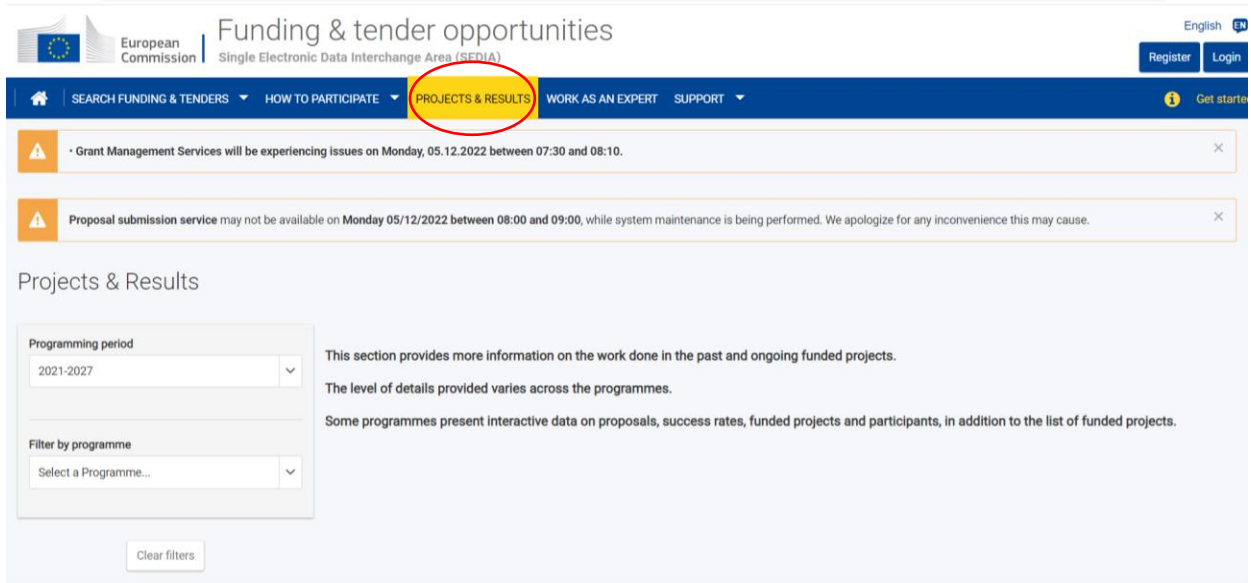 European
Commission
Funding & tender opportunities
Single Electronic Data Interchange Area (SEDIA)
English EN
Register Login
SEARCH FUNDING & TENDERS HOW TO PARTICIPATE PROJECTS & RESULTS WORK AS AN EXPERT SUPPORT Get started
· Grant Management Services will be experiencing issues on Monday, 05.12.2022 between 07:30 and 08:10.
Proposal submission service may not be available on Monday 05/12/2022 between 08:00 and 09:00, while system maintenance is being performed. We apologize for any inconvenience this may cause.
Projects & Results
Programming period
2021-2027
Filter by programme
Select a Programme...
Clear filters
This section provides more information on the work done in the past and ongoing funded projects.
The level of details provided varies across the programmes.
Some programmes present interactive data on proposals, success rates, funded projects and participants, in addition to the list of funded projects.